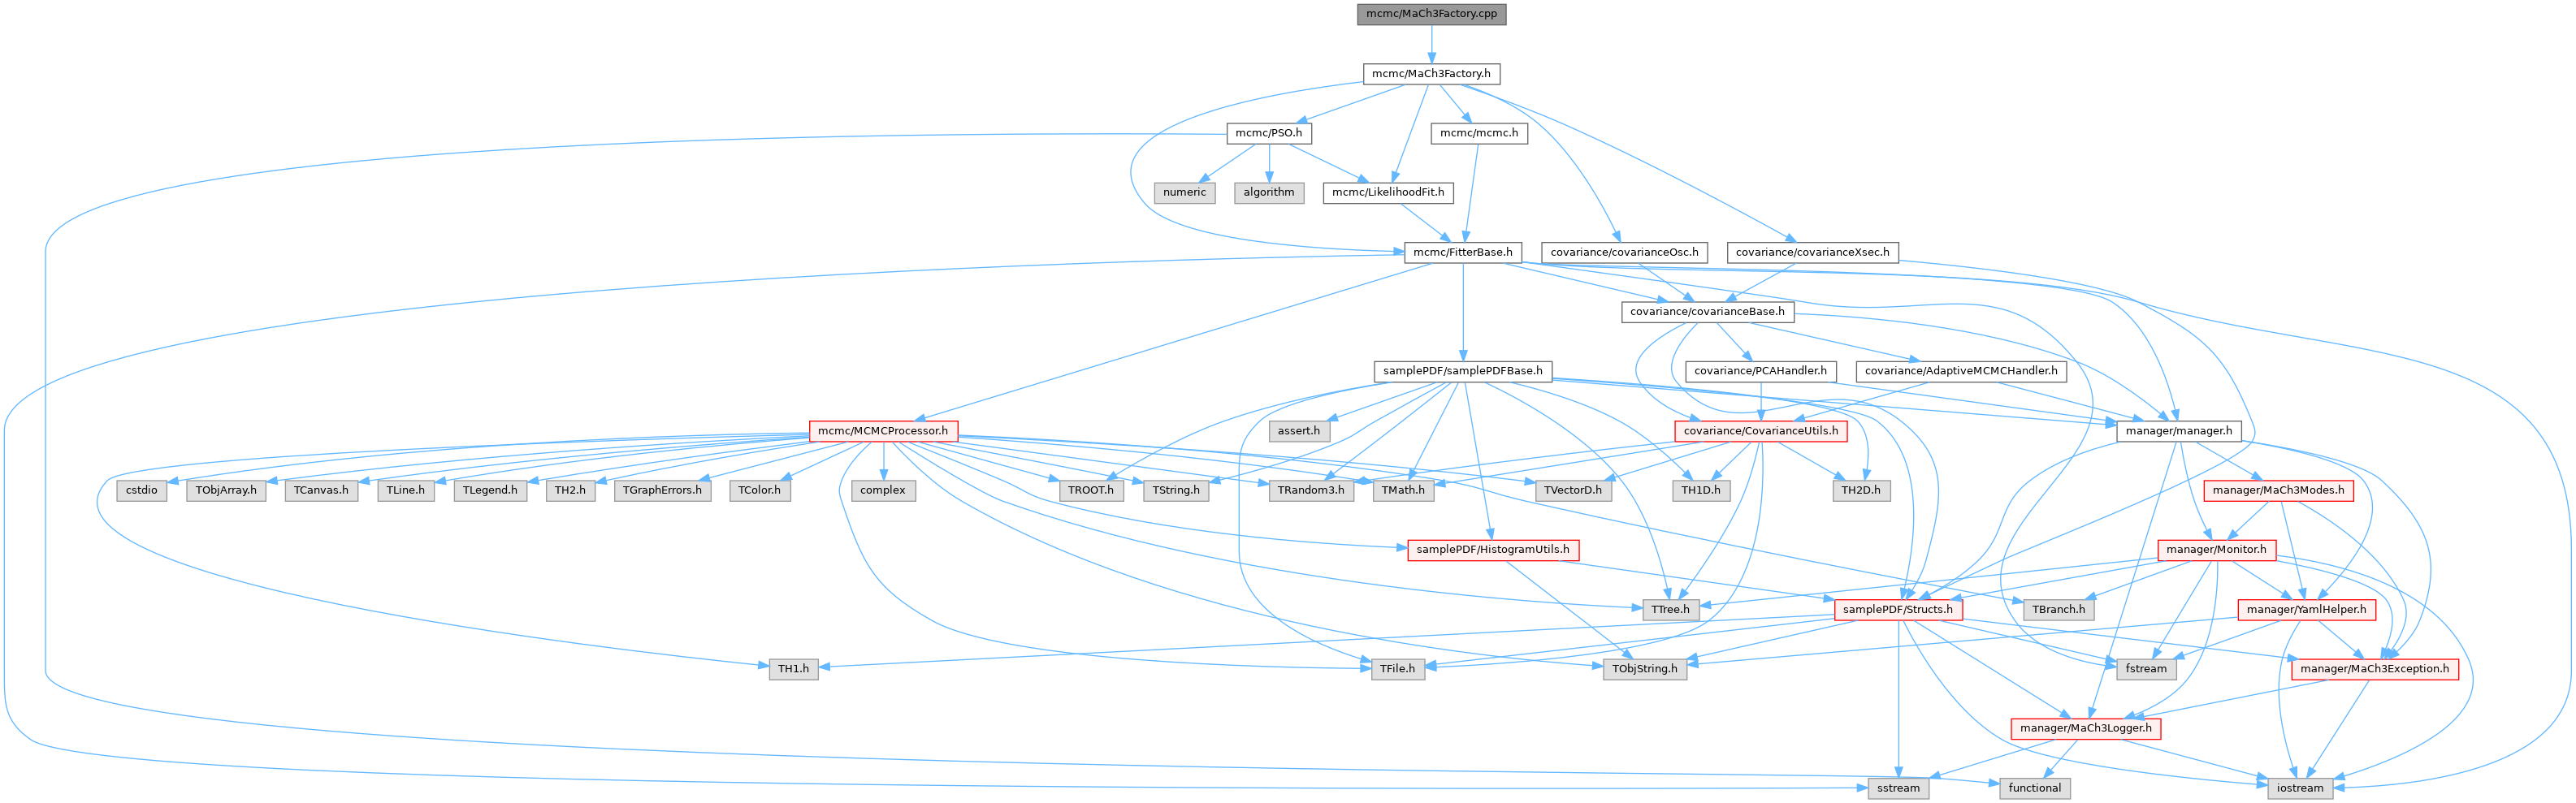 mcmc/MaCh3Factory.cpp
mcmc/MaCh3Factory.h
mcmc/PSO.h
mcmc/mcmc.h
numeric
algorithm
mcmc/LikelihoodFit.h
mcmc/FitterBase.h
covariance/covarianceOsc.h
covariance/covarianceXsec.h
covariance/covarianceBase.h
samplePDF/samplePDFBase.h
covariance/PCAHandler.h
covariance/AdaptiveMCMCHandler.h
mcmc/MCMCProcessor.h
assert.h
covariance/CovarianceUtils.h
manager/manager.h
cstdio
TObjArray.h
TCanvas.h
TLine.h
TLegend.h
TH2.h
TGraphErrors.h
TColor.h
complex
TROOT.h
TString.h
TRandom3.h
TMath.h
TVectorD.h
TH1D.h
TH2D.h
manager/MaCh3Modes.h
samplePDF/HistogramUtils.h
manager/Monitor.h
TTree.h
samplePDF/Structs.h
TBranch.h
manager/YamlHelper.h
TH1.h
TFile.h
TObjString.h
fstream
manager/MaCh3Exception.h
manager/MaCh3Logger.h
sstream
functional
iostream